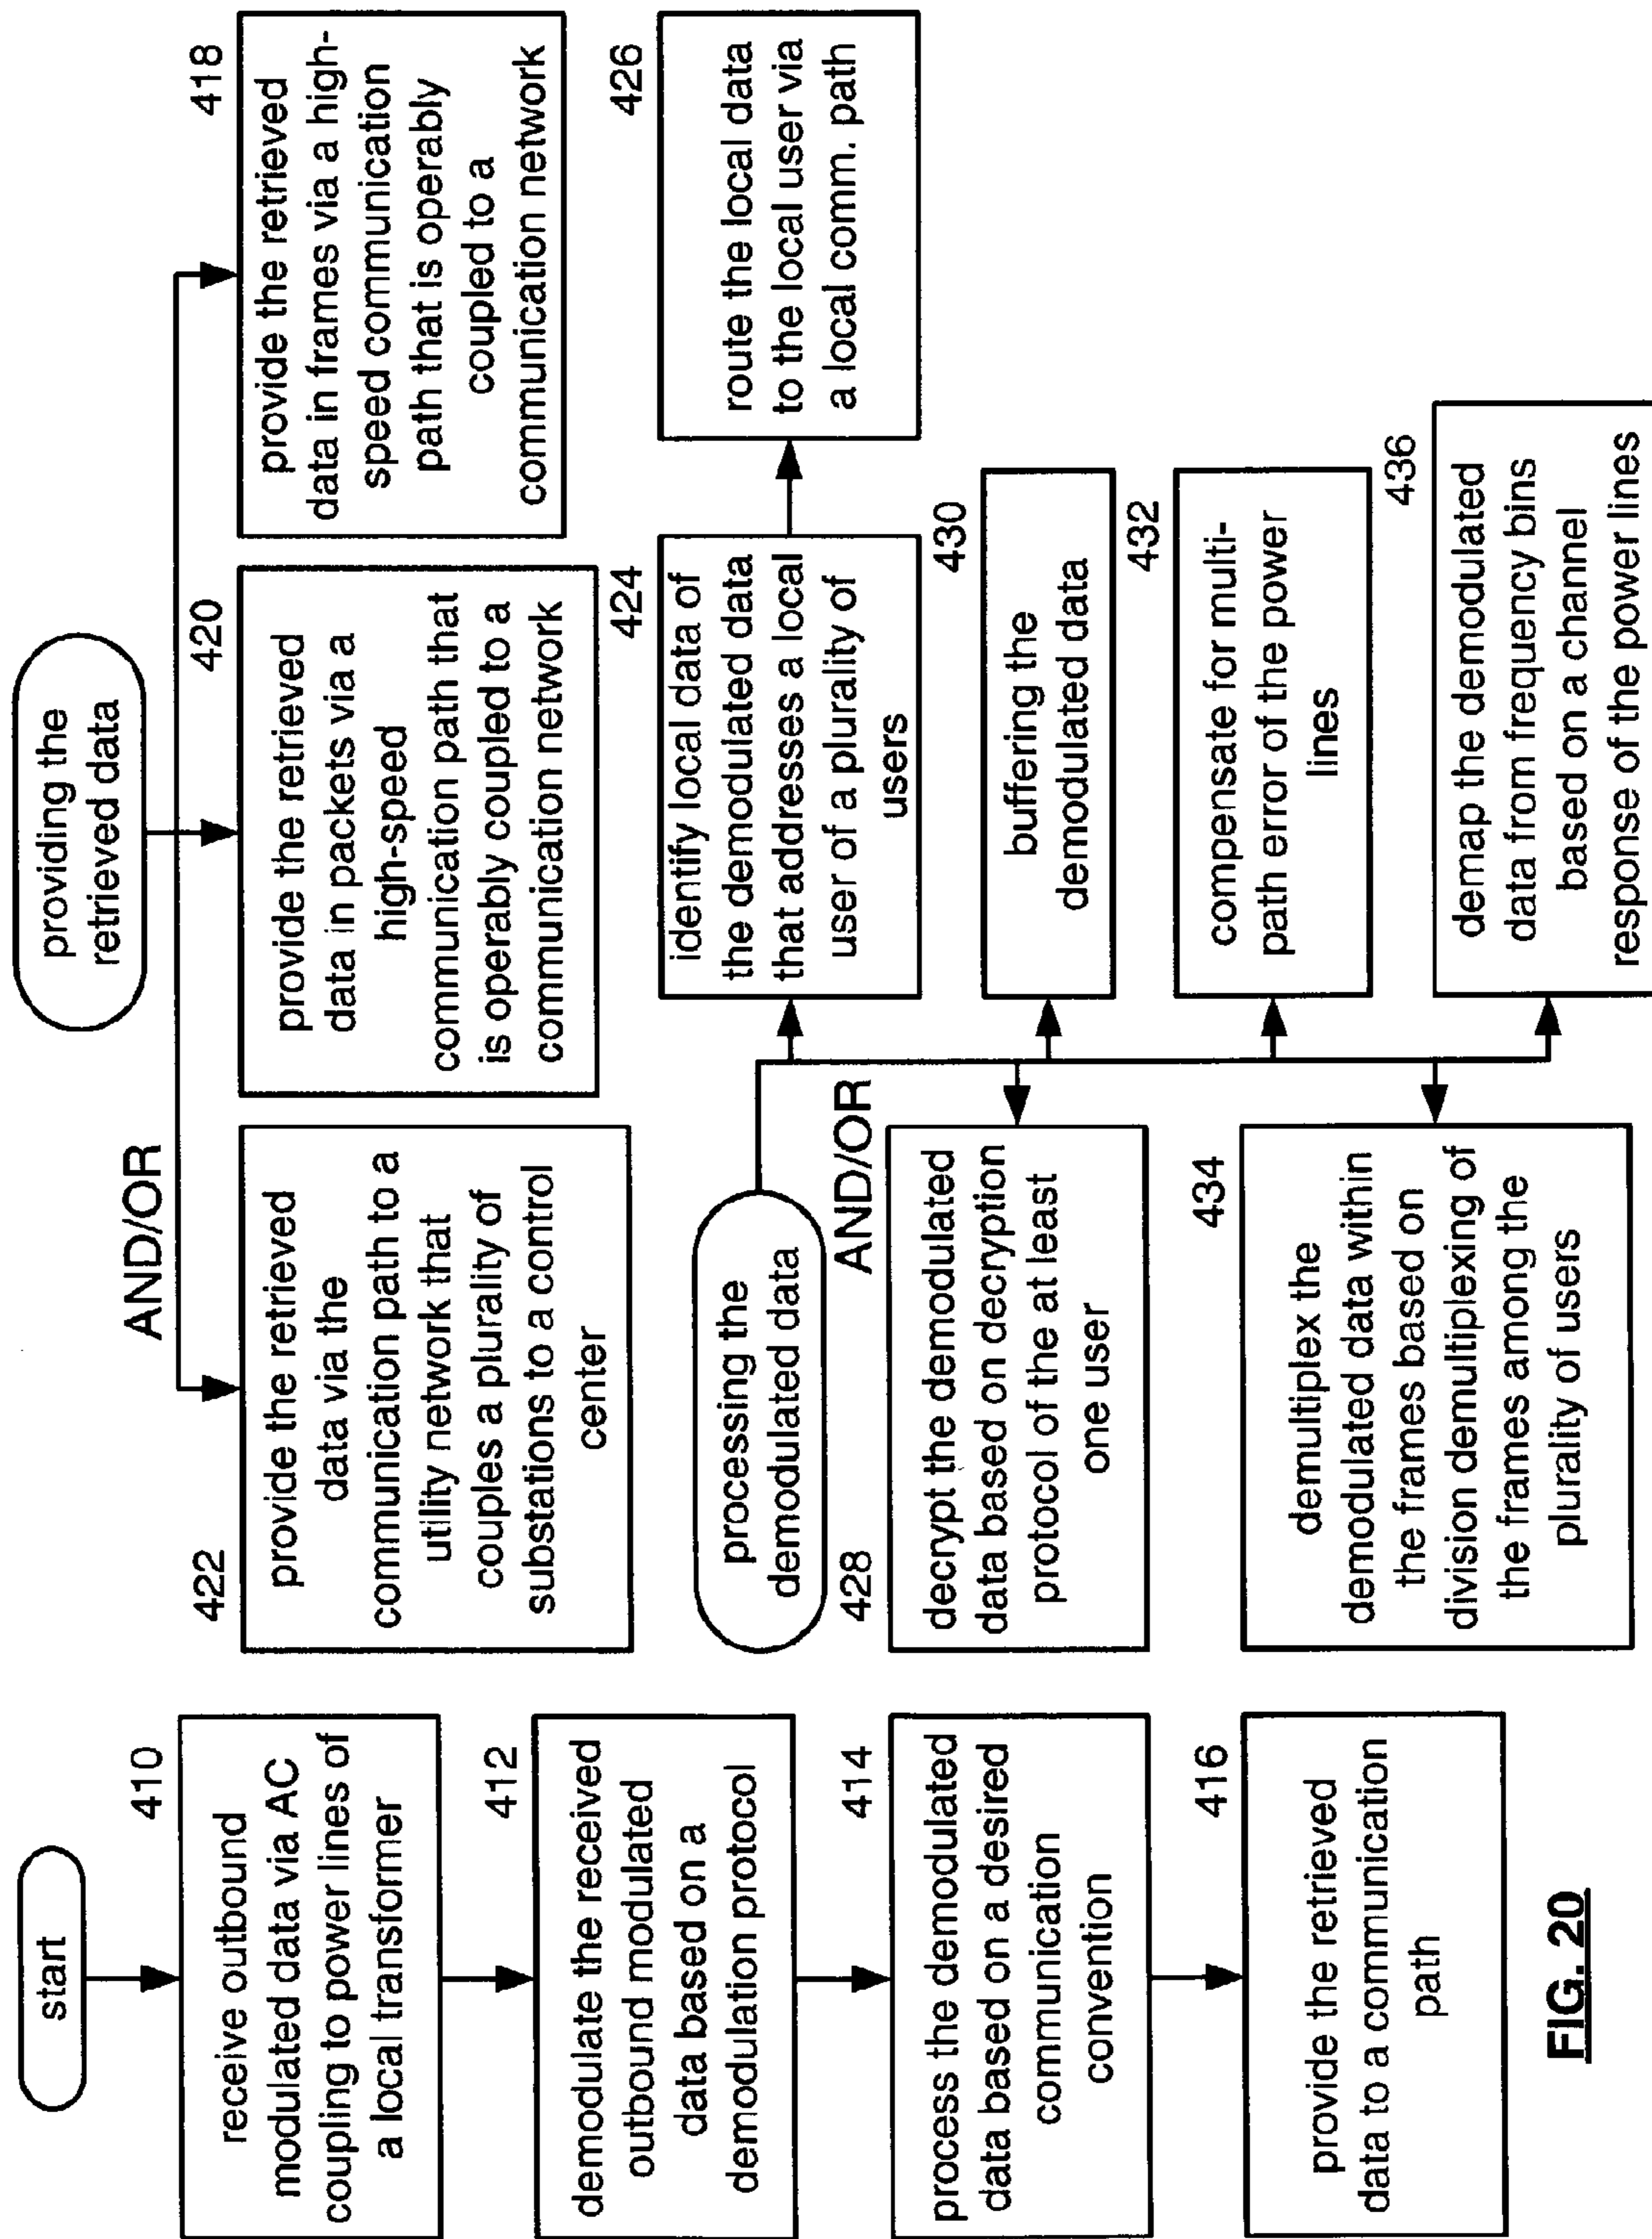 start
410
receive outbound
modulated data via AC
coupling to power lines of
a local transformer
412
demodulate the received
outbound modulated
data based on a
demodulation protocol
414
process the demodulated
data based on a desired
communication
convention
416
provide the retrieved
data to a communication
path
providing the
retrieved data
AND/OR
422
provide the retrieved
data via the
communication path to a
utility network that
couples a plurality of
substations to a control
center
420
provide the retrieved
data in packets via a
high-speed
communication path that
is operably coupled to a
communication network
418
provide the retrieved
data in frames via a high-
speed communication
path that is operably
coupled to a
communication network
processing the
demodulated data
AND/OR
424
identify local data of
the demodulated data
that addresses a local
user of a plurality of
users
426
route the local data
to the local user via
a local comm. path
428
decrypt the demodulated
data based on decryption
protocol of the at least
one user
430
buffering the
demodulated data
432
compensate for multi-
path error of the power
lines
434
demultiplex the
demodulated data within
the frames based on
division demultiplexing of
the frames among the
plurality of users
436
demap the demodulated
data from frequency bins
based on a channel
response of the power lines
FIG. 20